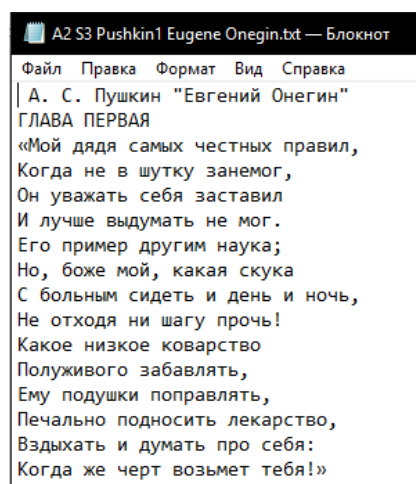 A2 S3 Pushkin1 Eugene Onegin.txt — Блокнот
Файл Правка Формат Вид Справка
А. С. Пушкин "Евгений Онегин"
ГЛАВА ПЕРВАЯ
«Мой дядя самых честных правил,
Когда не в шутку занемог,
Он уважать себя заставил
И лучше выдумать не мог.
Его пример другим наука;
Но, боже мой, какая скука
С больным сидеть и день и ночь,
Не отходя ни шагу прочь!
Какое низкое коварство
Полуживого забавлять,
Ему подушки поправлять,
Печально подносить лекарство,
Вздыхать и думать про себя:
Когда же черт возьмет тебя!»